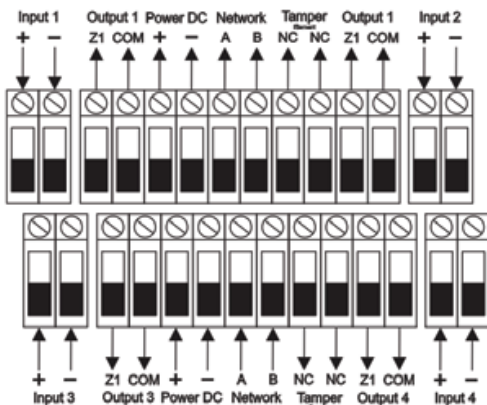 Input 1 Output 1 Power DC Network Tamper Output 1 Input 2
+ − Z1 COM + − A B NC NC Z1 COM + −
+ − Z1 COM + − A B NC NC Z1 COM + −
Input 3 Output 3 Power DC Network Tamper Output 4 Input 4